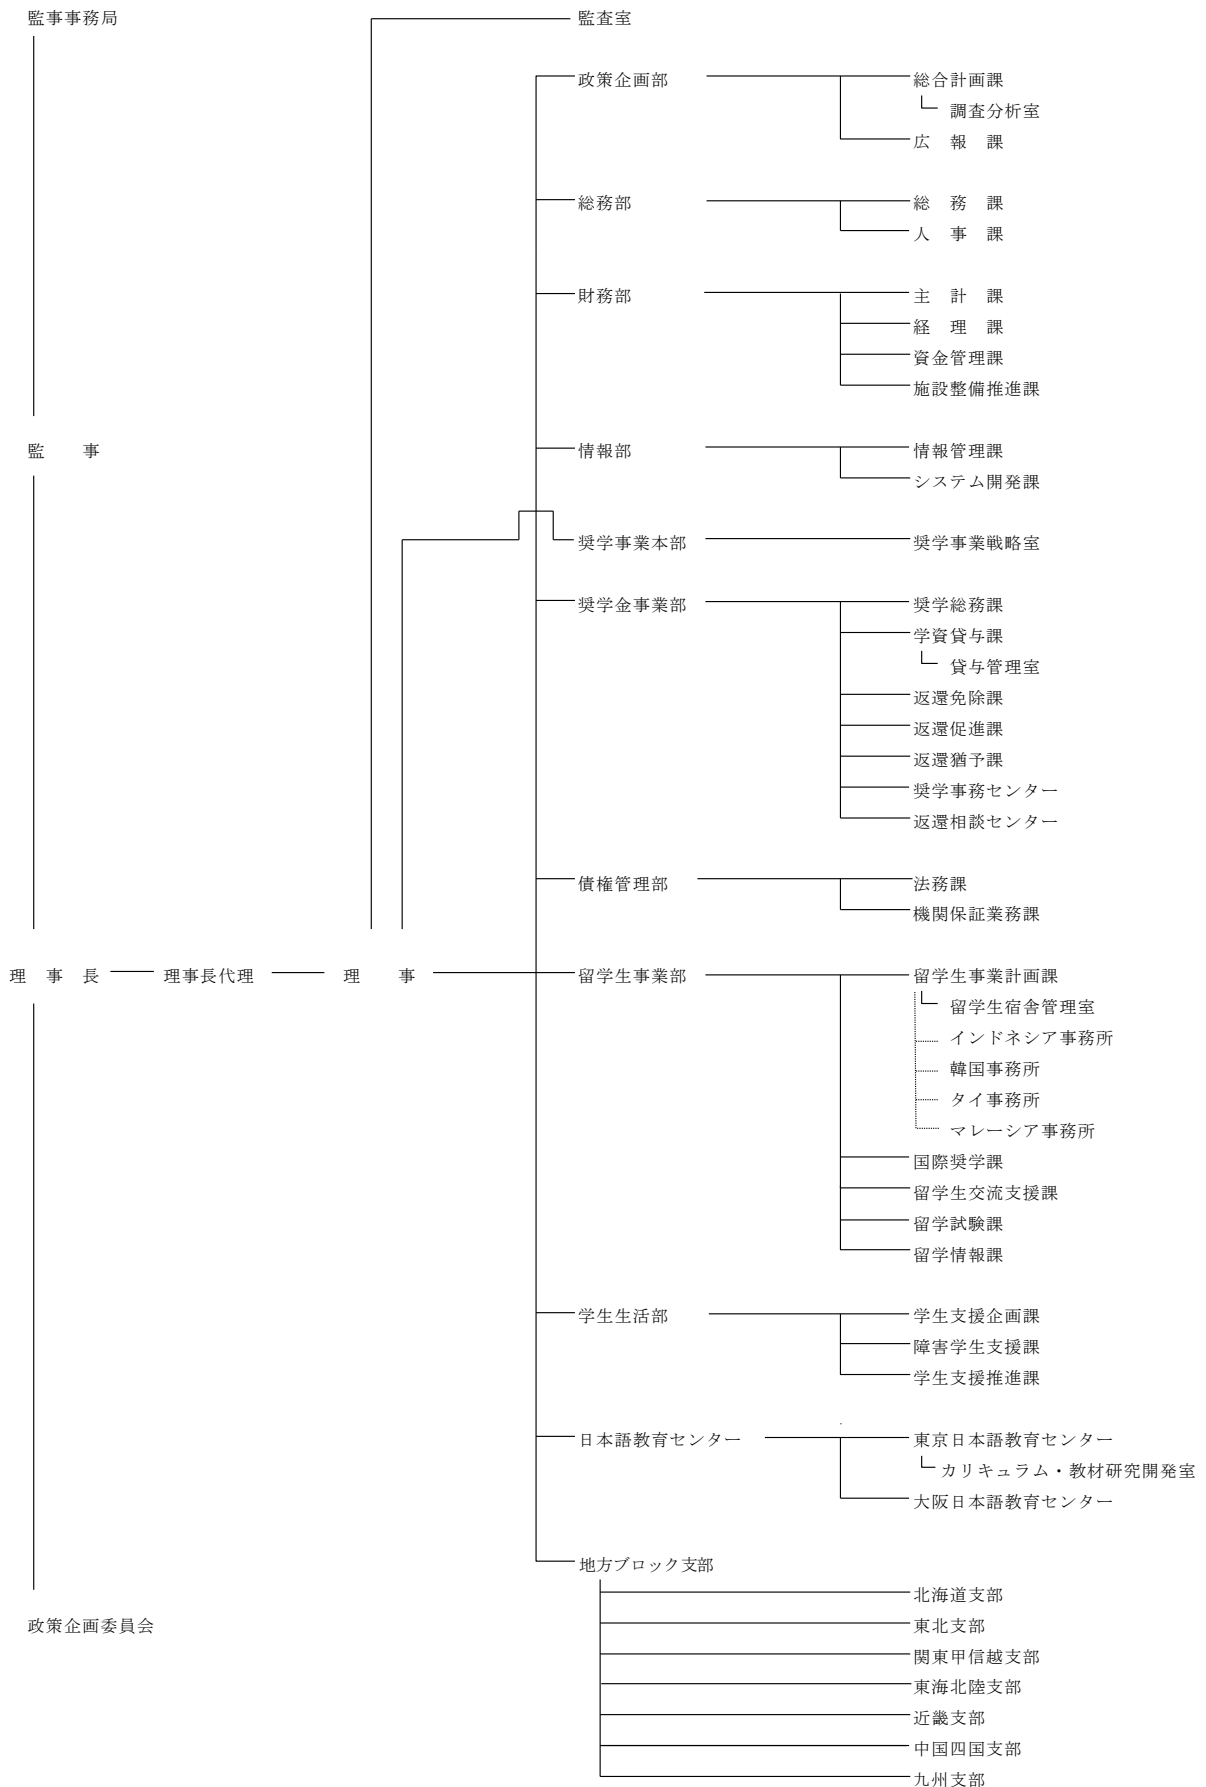 監事事務局
監査室
政策企画部
総合計画課
調査分析室
広　報　課
総務部
総　務　課
人　事　課
財務部
主　計　課
経　理　課
資金管理課
施設整備推進課
監　　事
情報部
情報管理課
システム開発課
奨学事業本部
奨学事業戦略室
奨学金事業部
奨学総務課
学資貸与課
貸与管理室
返還免除課
返還促進課
返還猶予課
奨学事務センター
返還相談センター
債権管理部
法務課
機関保証業務課
理　事　長
理事長代理
理　　事
留学生事業部
留学生事業計画課
留学生宿舎管理室
インドネシア事務所
韓国事務所
タイ事務所
マレーシア事務所
国際奨学課
留学生交流支援課
留学試験課
留学情報課
学生生活部
学生支援企画課
障害学生支援課
学生支援推進課
日本語教育センター
東京日本語教育センター
カリキュラム・教材研究開発室
大阪日本語教育センター
地方ブロック支部
北海道支部
政策企画委員会
東北支部
関東甲信越支部
東海北陸支部
近畿支部
中国四国支部
九州支部